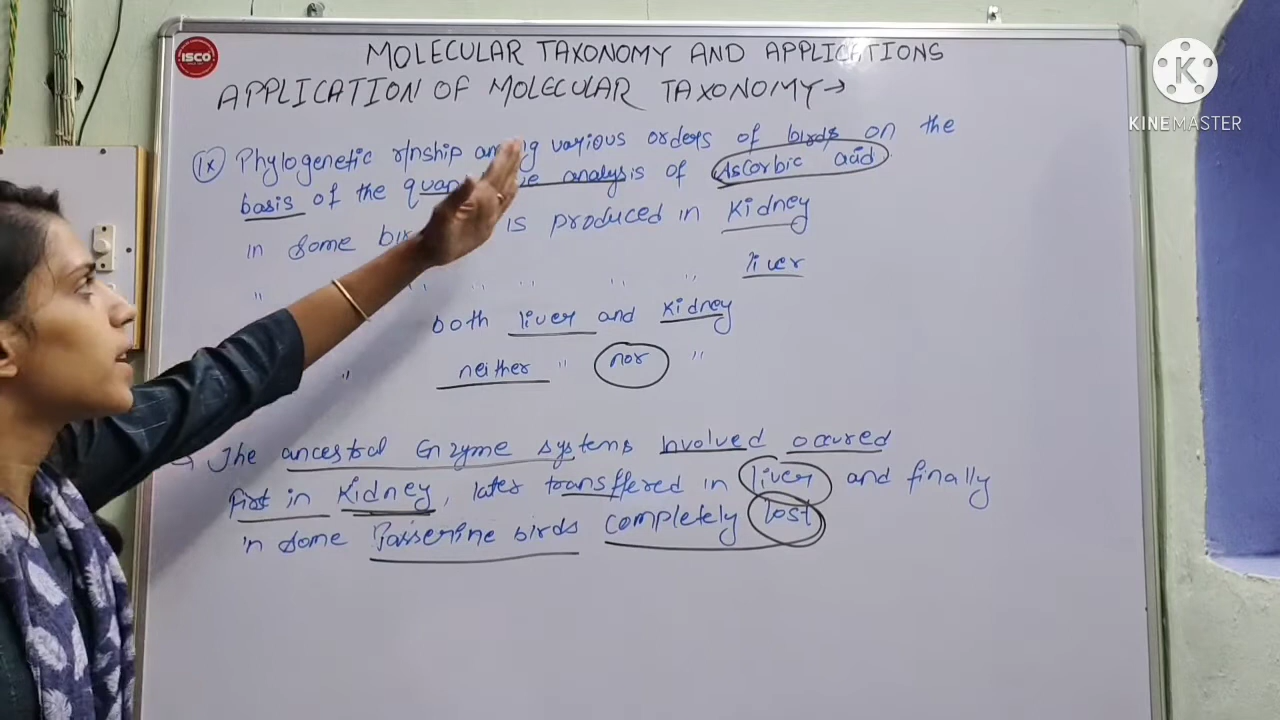 ISCO
MOLECULAR TAXONOMY AND APPLICATIONS
APPLICATION OF MOLECULAR TAXONOMY→
K
KINEMASTER
ix Phylogenetic r/nship among various orders of birds on the
basis of the analysis of Ascorbic acid
in some is produced in kidney
" " " " " " liver
both liver and kidney
" neither " nor "
→ The ancestral Enzyme systems involved occured
first in kidney, later transffered in liver and finally
in some Passerine birds completely lost